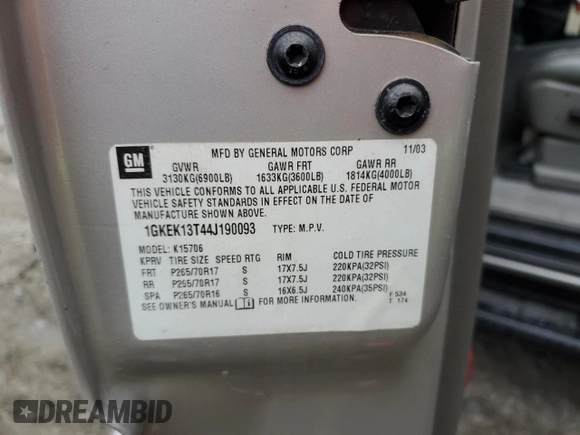 GM
MFD BY GENERAL MOTORS CORP 11/03
GVWR GAWR FRT GAWR RR
3130KG(6900LB) 1633KG(3600LB) 1814KG(4000LB)
THIS VEHICLE CONFORMS TO ALL APPLICABLE U.S. FEDERAL MOTOR
VEHICLE SAFETY STANDARDS IN EFFECT ON THE DATE OF
MANUFACTURE SHOWN ABOVE.
1GKEK13T44J190093 TYPE: M.P.V.
MODEL: K15706
KPRV TIRE SIZE SPEED RTG RIM COLD TIRE PRESSURE
FRT P265/70R17 S 17X7.5J 220KPA(32PSI)
RR P265/70R17 S 17X7.5J 220KPA(32PSI)
SPA P265/70R16 S 16X6.5J 240KPA(35PSI)
SEE OWNER'S MANUAL FOR MORE INFORMATION
F 534
T 174
DREAMBID